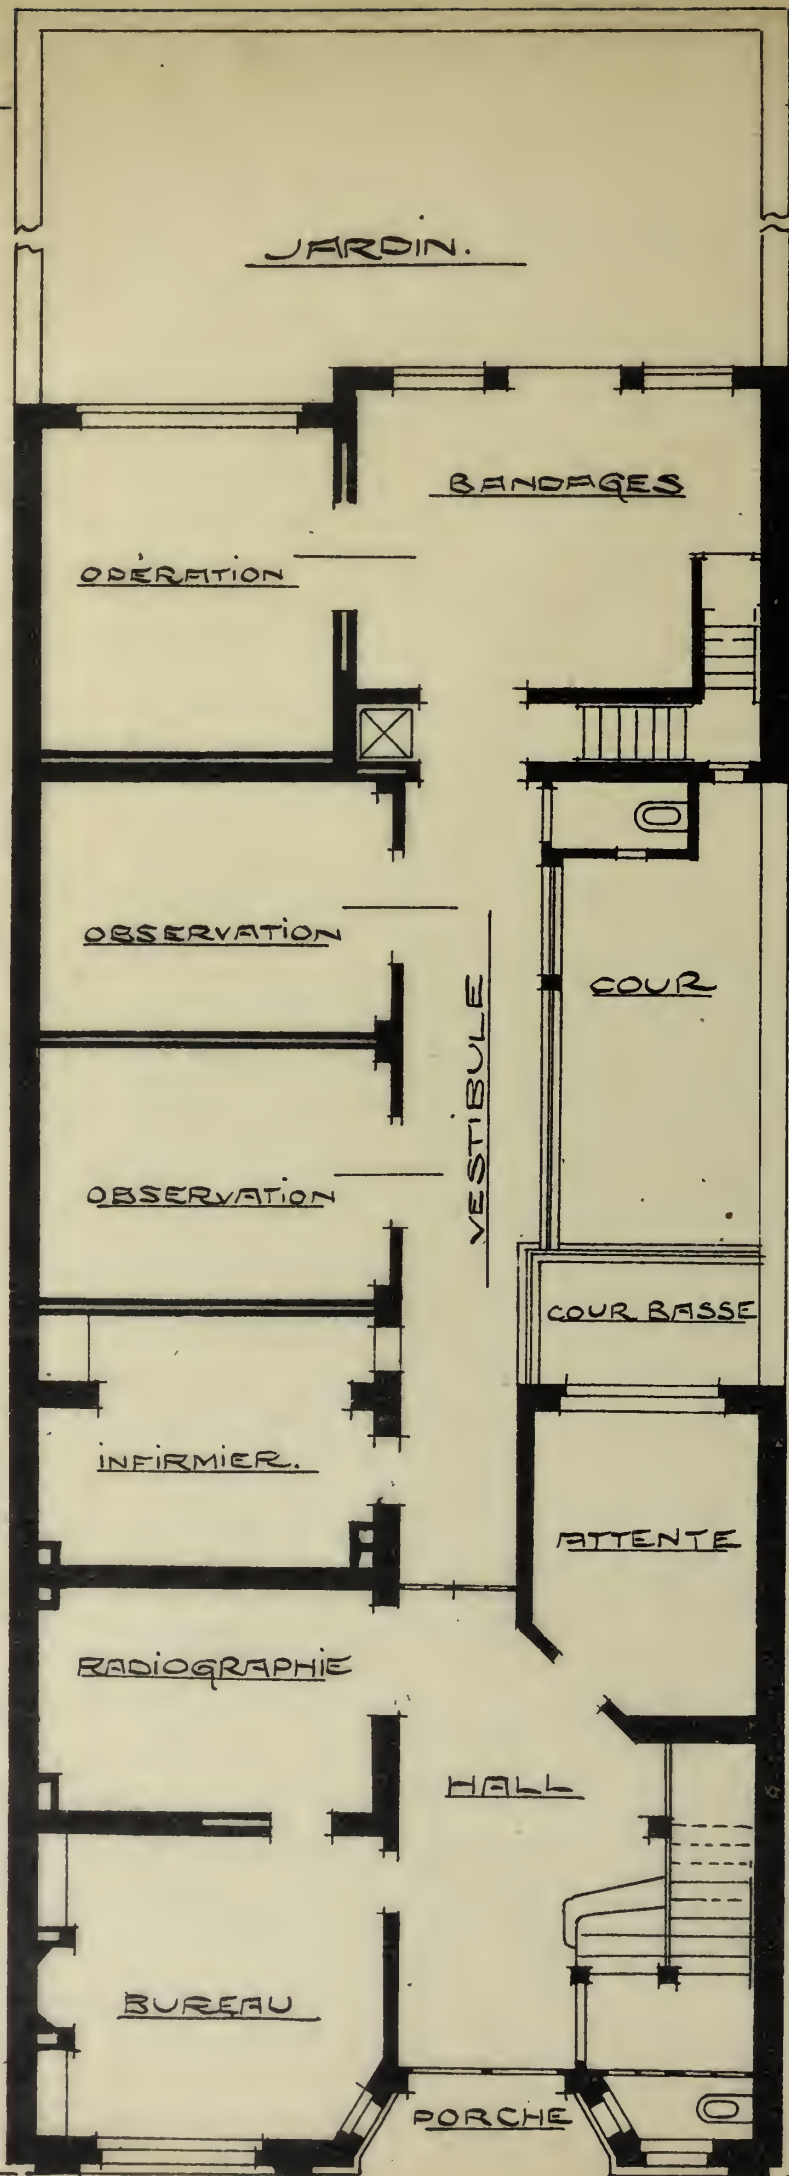 JARDIN.
BANDAGES
OPÉRATION
OBSERVATION
COUR
VESTIBULE
OBSERVATION
COUR BASSE
INFIRMIER.
ATTENTE
RADIOGRAPHIE
HALL
BUREAU
PORCHE